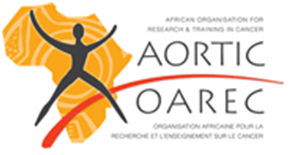 AFRICAN ORGANISATION FOR
RESEARCH & TRAINING IN CANCER
AORTIC
OAREC
ORGANISATION AFRICAINE POUR LA
RECHERCHE ET L'ENSEIGNEMENT SUR LE CANCER